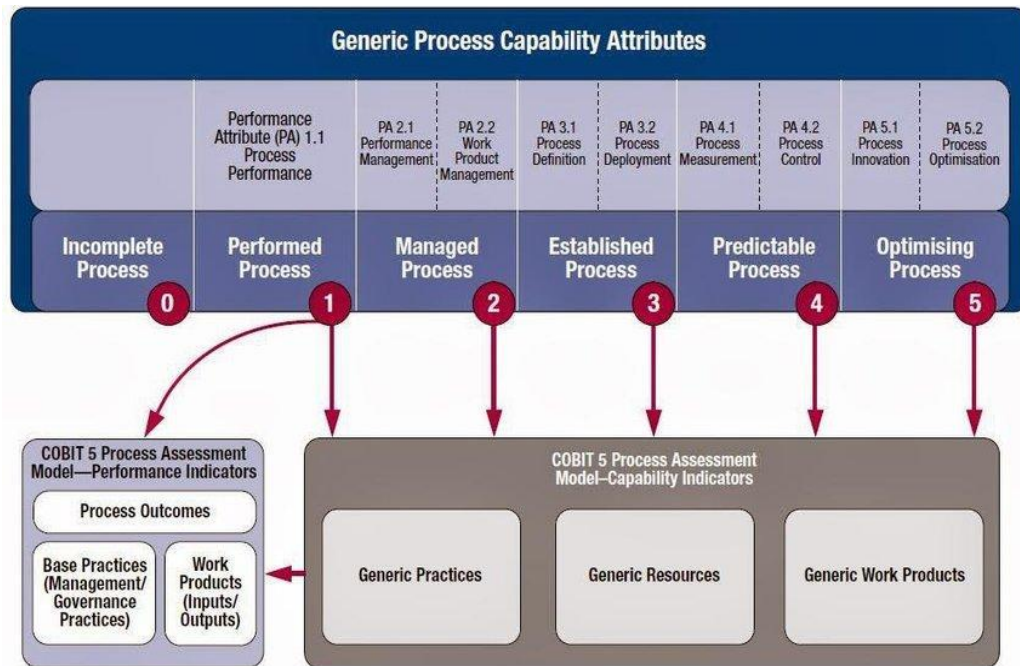 Generic Process Capability Attributes
Performance
Attribute (PA) 1.1
Process
Performance
PA 2.1
Performance
Management
PA 2.2
Work
Product
Management
PA 3.1
Process
Definition
PA 3.2
Process
Deployment
PA 4.1
Process
Measurement
PA 4.2
Process
Control
PA 5.1
Process
Innovation
PA 5.2
Process
Optimisation
Incomplete
Process
0
Performed
Process
1
Managed
Process
2
Established
Process
3
Predictable
Process
4
Optimising
Process
5
COBIT 5 Process Assessment
Model—Performance Indicators
Process Outcomes
Base Practices
(Management/
Governance
Practices)
Work
Products
(Inputs/
Outputs)
COBIT 5 Process Assessment
Model–Capability Indicators
Generic Practices
Generic Resources
Generic Work Products